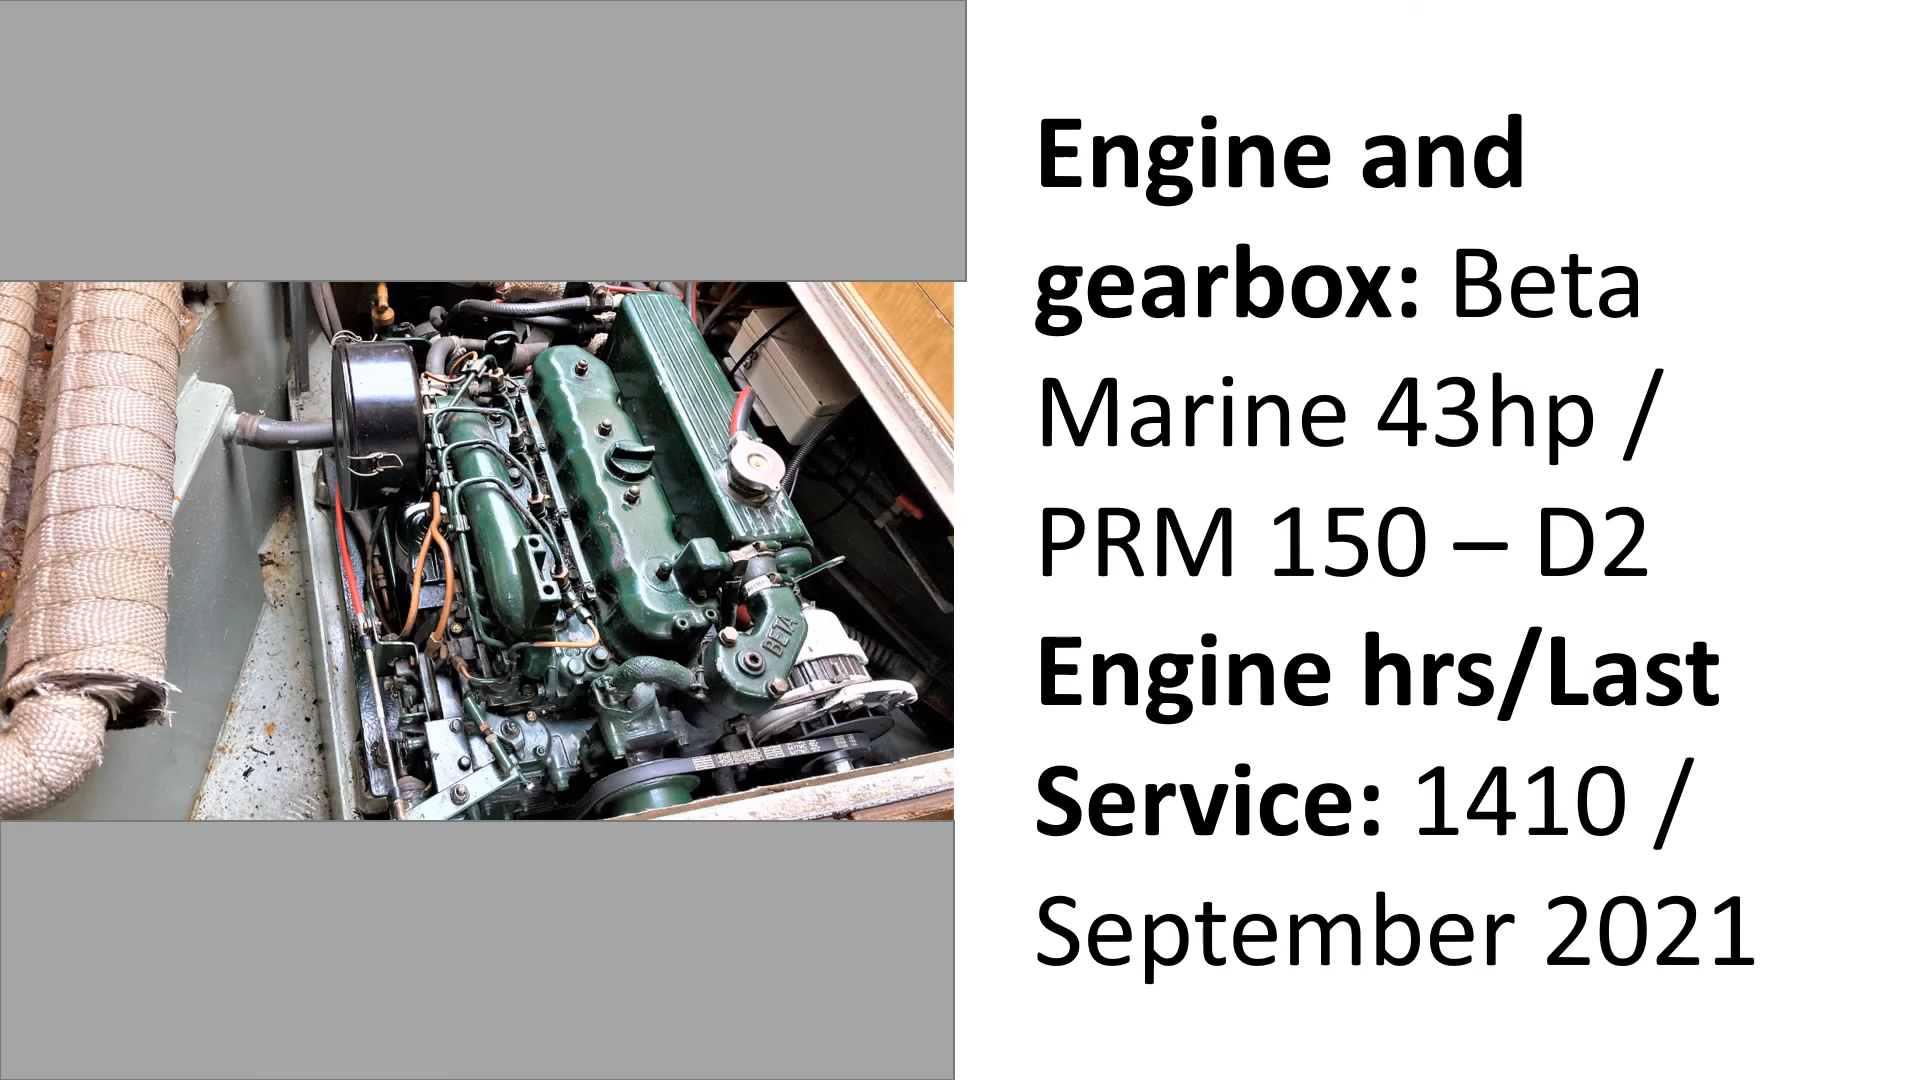 Engine and
gearbox: Beta
Marine 43hp /
PRM 150 – D2
Engine hrs/Last
Service: 1410 /
September 2021
BETA